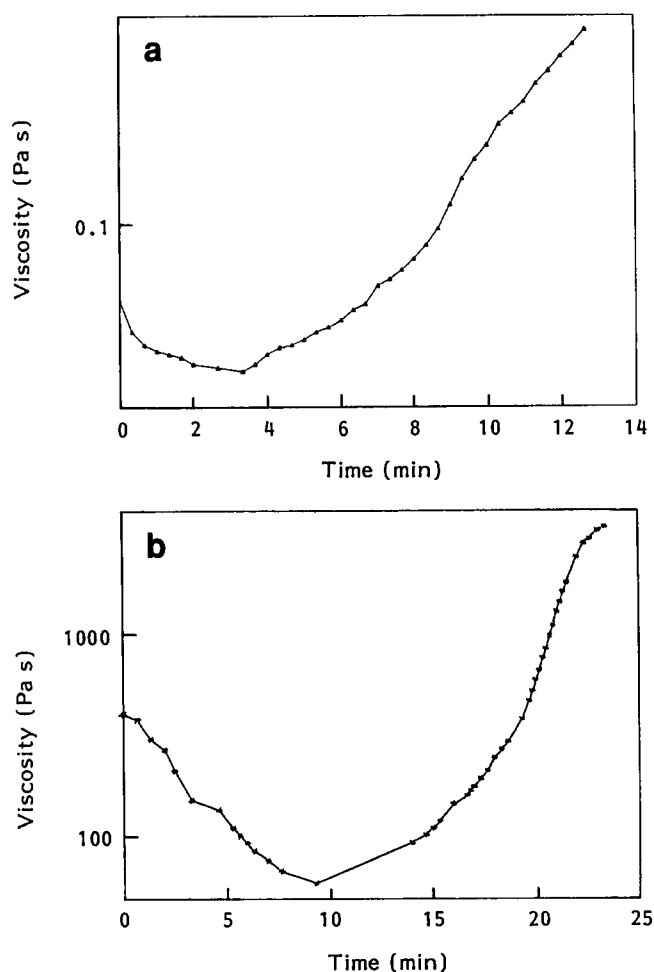 a
Viscosity (Pa s)
0.1
0 2 4 6 8 10 12 14
Time (min)
b
Viscosity (Pa s)
1000
100
0 5 10 15 20 25
Time (min)